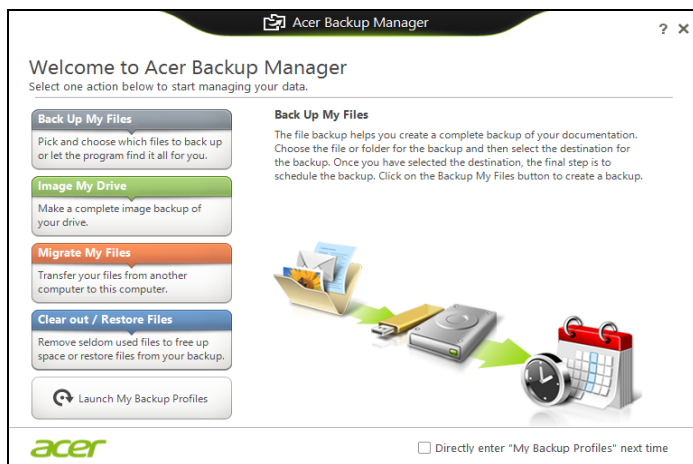 Acer Backup Manager
? X
Welcome to Acer Backup Manager
Select one action below to start managing your data.
Back Up My Files
Pick and choose which files to back up
or let the program find it all for you.
Image My Drive
Make a complete image backup of
your drive.
Migrate My Files
Transfer your files from another
computer to this computer.
Clear out / Restore Files
Remove seldom used files to free up
space or restore files from your backup.
Launch My Backup Profiles
Back Up My Files
The file backup helps you create a complete backup of your documentation.
Choose the file or folder for the backup and then select the destination for
the backup. Once you have selected the destination, the final step is to
schedule the backup. Click on the Backup My Files button to create a backup.
acer
Directly enter "My Backup Profiles" next time